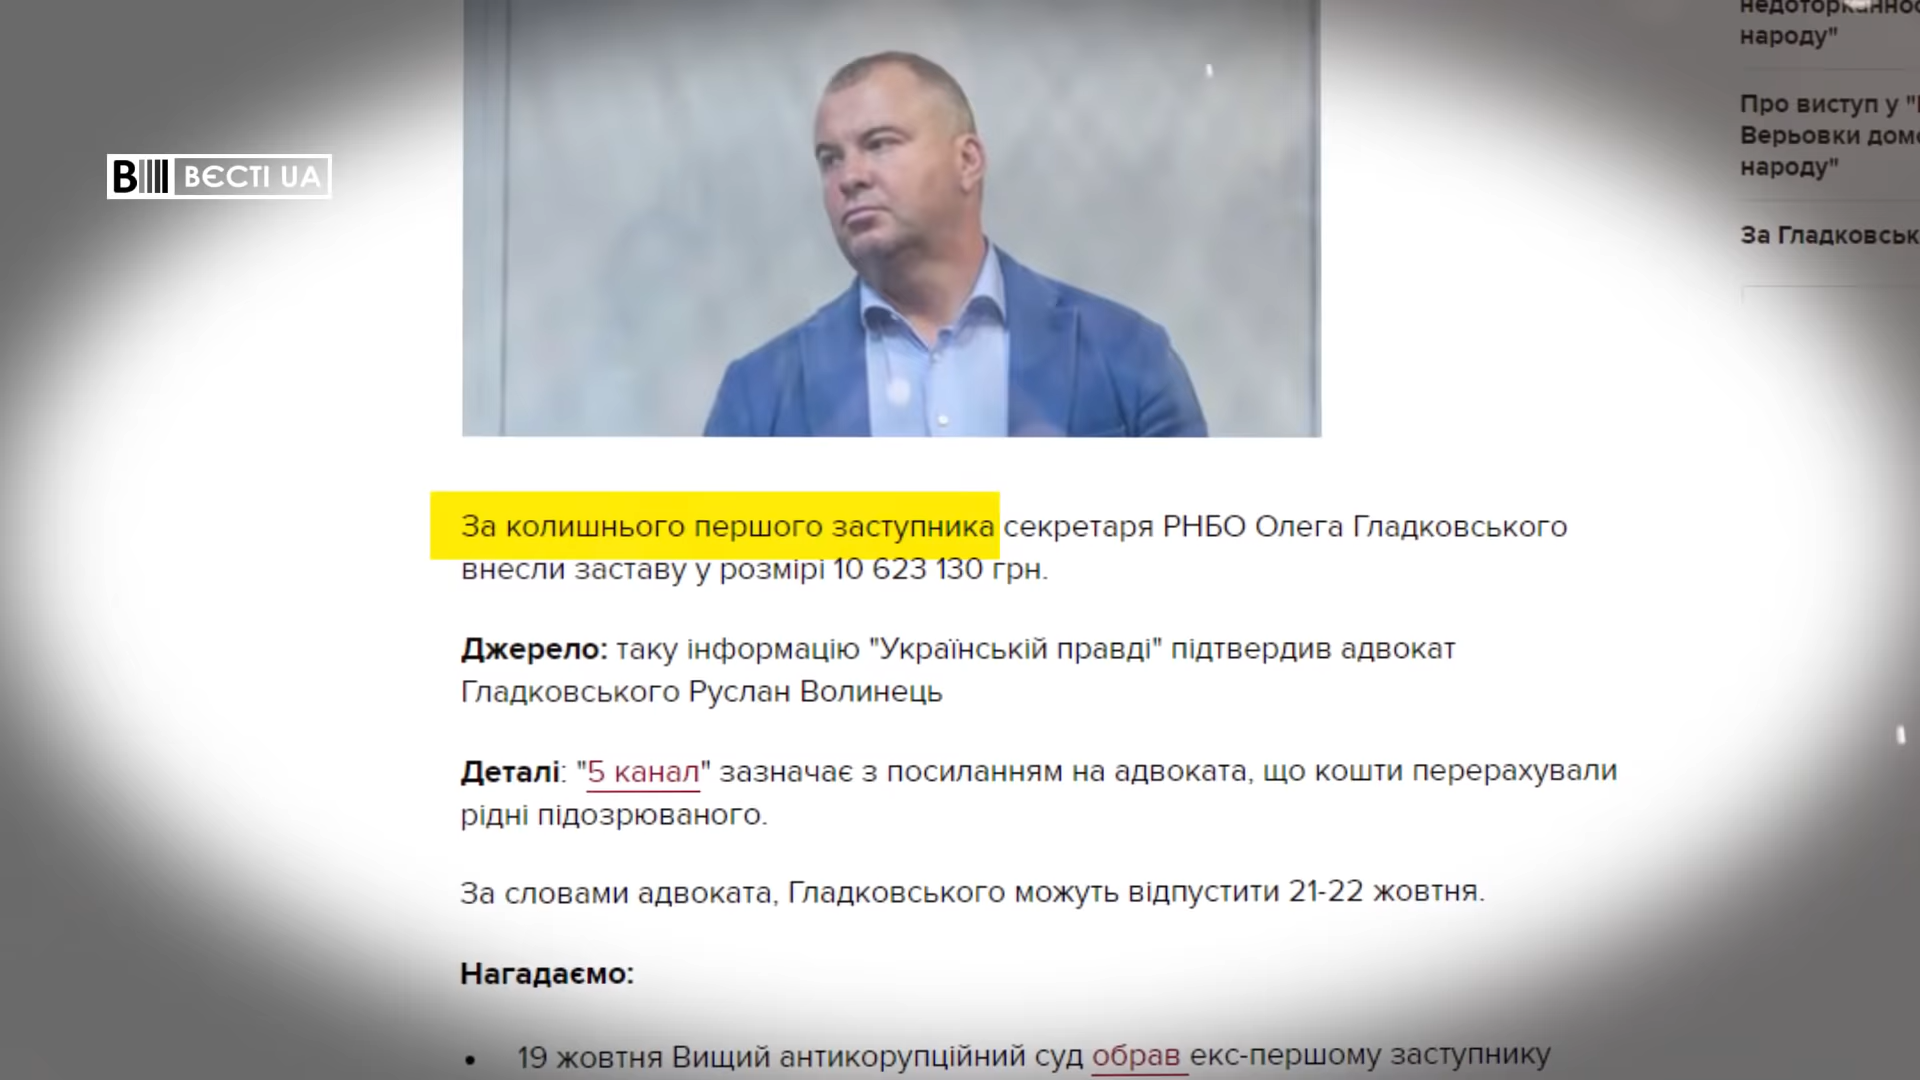 недоторканнос
народу"
В ВЄСТІ UA
Про виступ у "
Верьовки дом
народу"
За Гладковськ
За колишнього першого заступника секретаря РНБО Олега Гладковського
внесли заставу у розмірі 10 623 130 грн.
Джерело: таку інформацію "Українській правді" підтвердив адвокат
Гладковського Руслан Волинець
Деталі: "5 канал" зазначає з посиланням на адвоката, що кошти перерахували
рідні підозрюваного.
За словами адвоката, Гладковського можуть відпустити 21-22 жовтня.
Нагадаємо:
• 19 жовтня Вищий антикорупційний суд обрав екс-першому заступнику